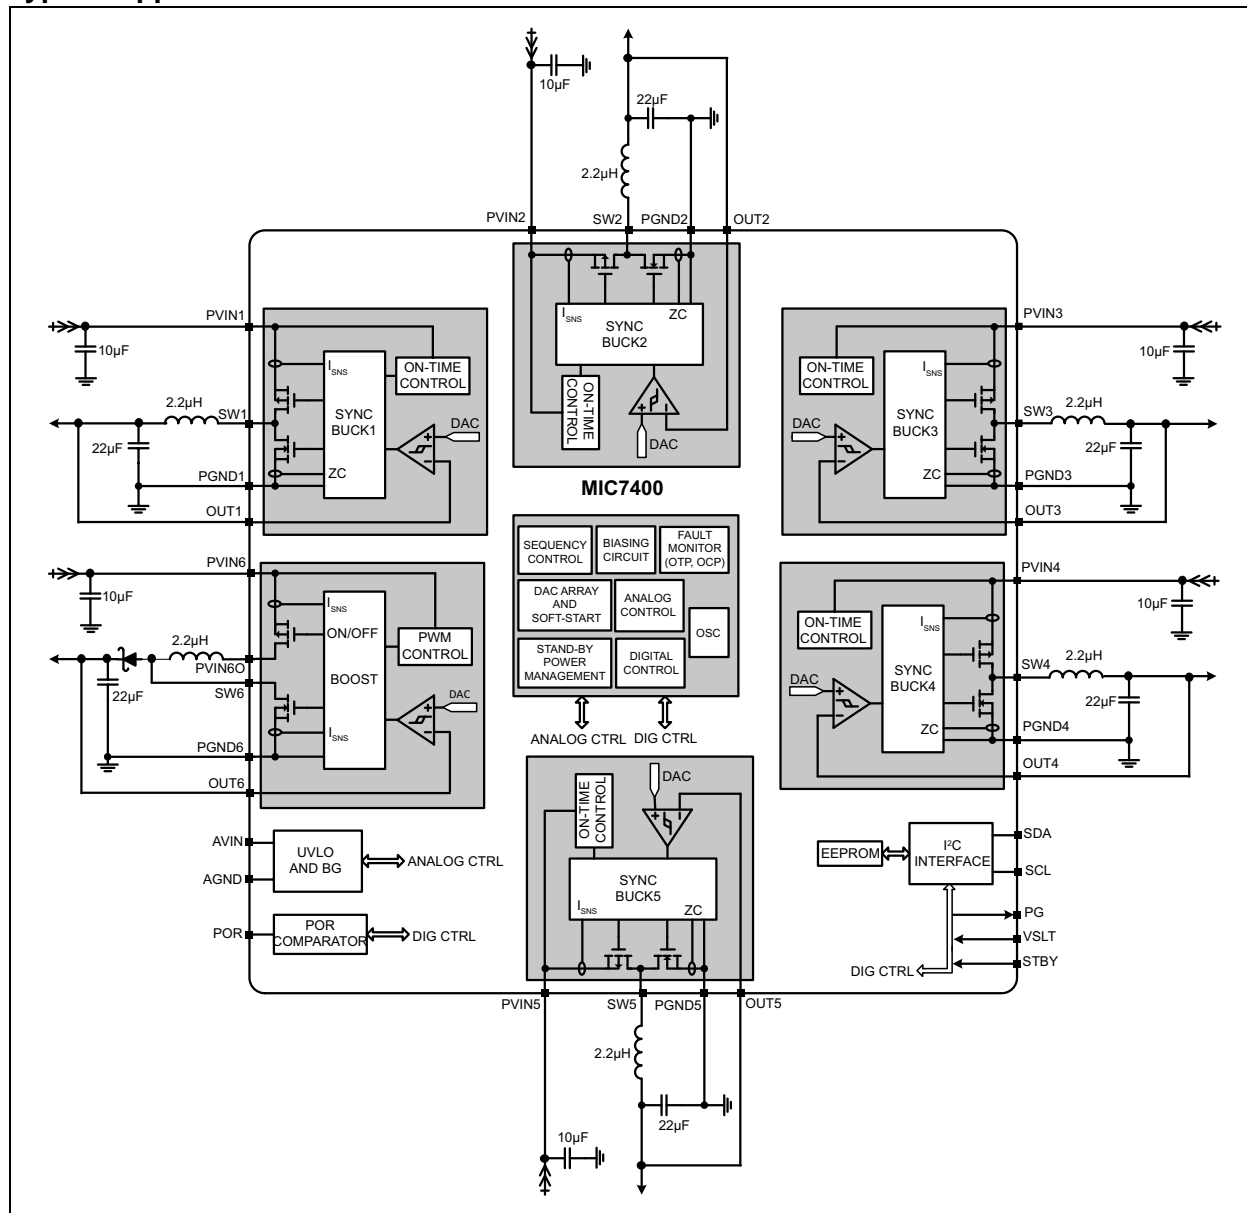 10µF
22µF
2.2µH
PVIN2
SW2
PGND2
OUT2
ISNS
ZC
SYNC
BUCK2
ON-TIME
CONTROL
DAC
MIC7400
PVIN1
10µF
2.2µH
SW1
22µF
PGND1
OUT1
ISNS
SYNC
BUCK1
ZC
ON-TIME
CONTROL
DAC
PVIN3
10µF
ON-TIME
CONTROL
ISNS
SYNC
BUCK3
ZC
DAC
SW3
2.2µH
22µF
PGND3
OUT3
SEQUENCY
CONTROL
BIASING
CIRCUIT
FAULT
MONITOR
(OTP, OCP)
DAC ARRAY
AND
SOFT-START
ANALOG
CONTROL
OSC
STAND-BY
POWER
MANAGEMENT
DIGITAL
CONTROL
ANALOG CTRL
DIG CTRL
PVIN6
10µF
2.2µH
PVIN6O
22µF
SW6
PGND6
OUT6
ISNS
ON/OFF
BOOST
ISNS
PWM
CONTROL
DAC
PVIN4
10µF
ON-TIME
CONTROL
ISNS
SYNC
BUCK4
ZC
DAC
SW4
2.2µH
22µF
PGND4
OUT4
ON-TIME
CONTROL
DAC
SYNC
BUCK5
ISNS
ZC
AVIN
AGND
UVLO
AND BG
ANALOG CTRL
POR
POR
COMPARATOR
DIG CTRL
EEPROM
I²C
INTERFACE
SDA
SCL
PG
VSLT
STBY
DIG CTRL
PVIN5
SW5
PGND5
OUT5
2.2µH
22µF
10µF